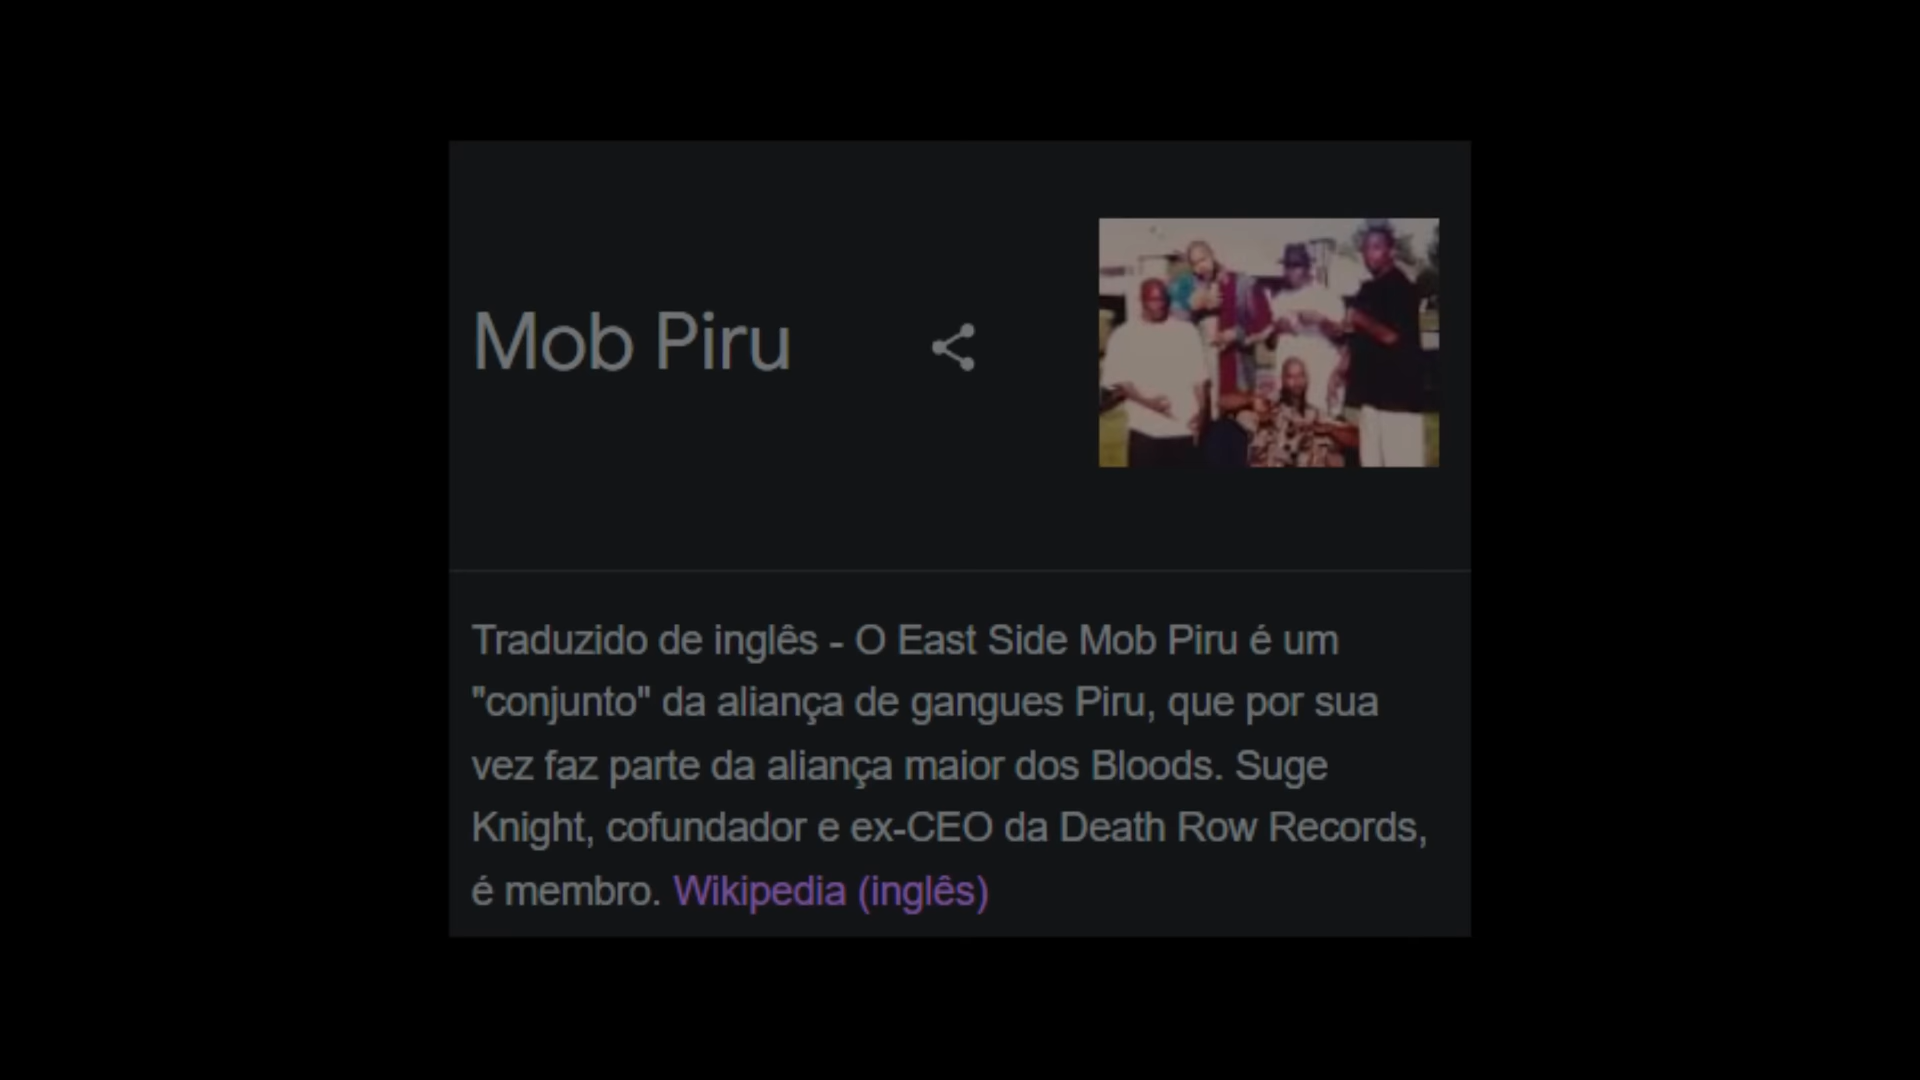 Mob Piru
Traduzido de inglês - O East Side Mob Piru é um
"conjunto" da aliança de gangues Piru, que por sua
vez faz parte da aliança maior dos Bloods. Suge
Knight, cofundador e ex-CEO da Death Row Records,
é membro. Wikipedia (inglês)